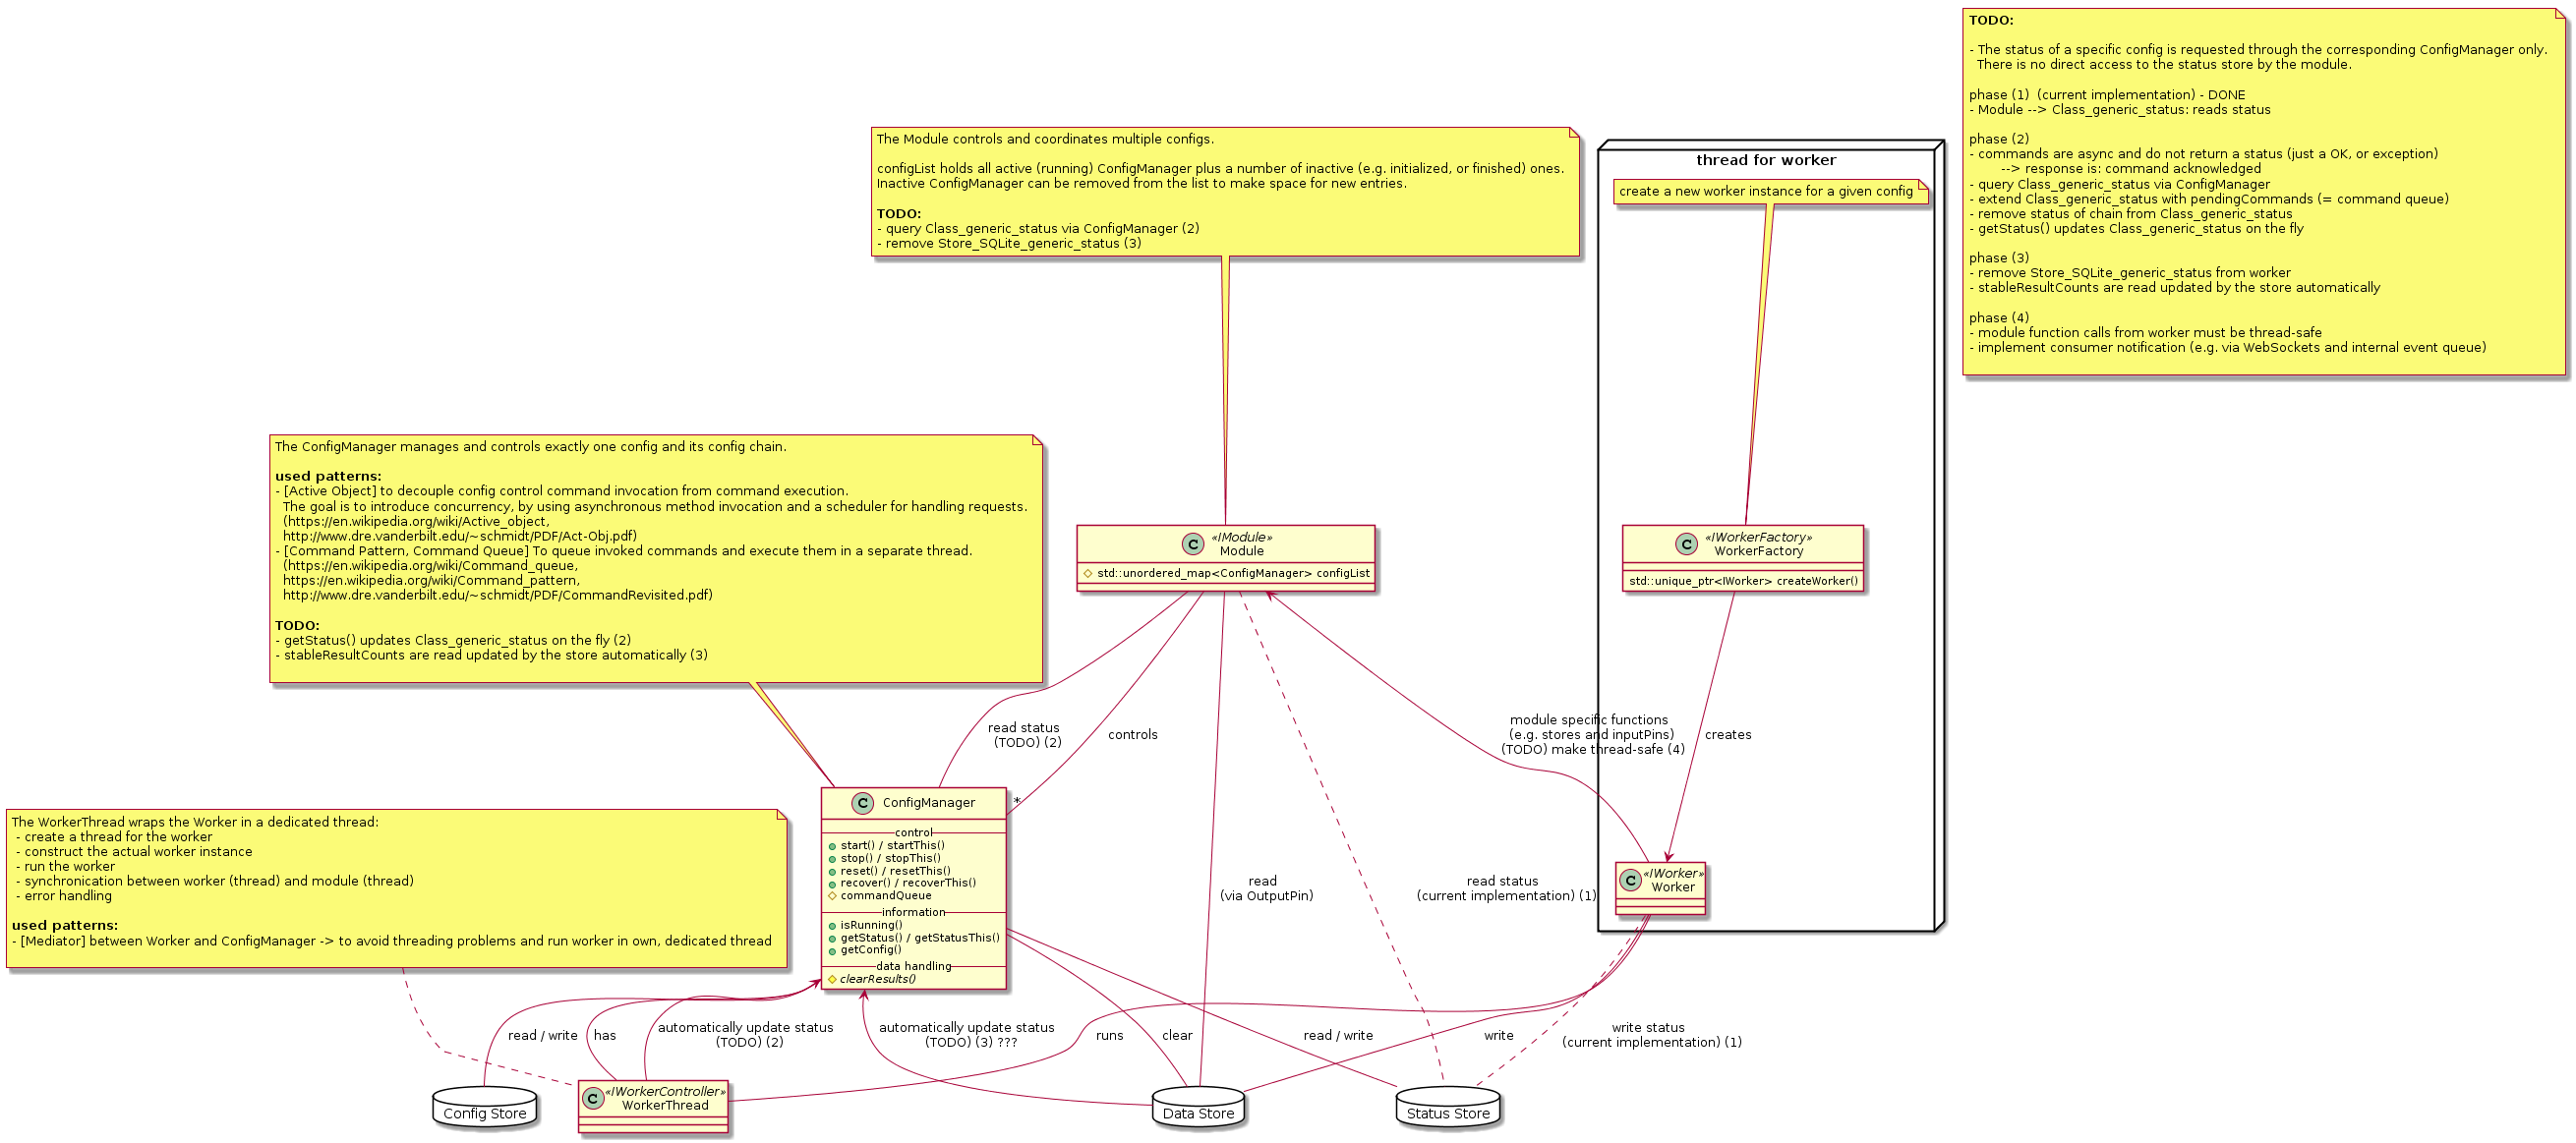 TODO:
- The status of a specific config is requested through the corresponding ConfigManager only.
There is no direct access to the status store by the module.
phase (1)  (current implementation) - DONE
- Module --> Class_generic_status: reads status
phase (2)
- commands are async and do not return a status (just a OK, or exception)
--> response is: command acknowledged
- query Class_generic_status via ConfigManager
- extend Class_generic_status with pendingCommands (= command queue)
- remove status of chain from Class_generic_status
- getStatus() updates Class_generic_status on the fly
phase (3)
- remove Store_SQLite_generic_status from worker
- stableResultCounts are read updated by the store automatically
phase (4)
- module function calls from worker must be thread-safe
- implement consumer notification (e.g. via WebSockets and internal event queue)
The Module controls and coordinates multiple configs.
configList holds all active (running) ConfigManager plus a number of inactive (e.g. initialized, or finished) ones.
Inactive ConfigManager can be removed from the list to make space for new entries.
TODO:
- query Class_generic_status via ConfigManager (2)
- remove Store_SQLite_generic_status (3)
thread for worker
create a new worker instance for a given config
The ConfigManager manages and controls exactly one config and its config chain.
used patterns:
- [Active Object] to decouple config control command invocation from command execution.
The goal is to introduce concurrency, by using asynchronous method invocation and a scheduler for handling requests.
(https://en.wikipedia.org/wiki/Active_object,
http://www.dre.vanderbilt.edu/~schmidt/PDF/Act-Obj.pdf)
- [Command Pattern, Command Queue] To queue invoked commands and execute them in a separate thread.
(https://en.wikipedia.org/wiki/Command_queue,
https://en.wikipedia.org/wiki/Command_pattern,
http://www.dre.vanderbilt.edu/~schmidt/PDF/CommandRevisited.pdf)
TODO:
- getStatus() updates Class_generic_status on the fly (2)
- stableResultCounts are read updated by the store automatically (3)
C
«IModule»
Module
std::unordered_map<ConfigManager> configList
C
«IWorkerFactory»
WorkerFactory
std::unique_ptr<IWorker> createWorker()
read status
(TODO) (2)
controls
module specific functions
(e.g. stores and inputPins)
(TODO) make thread-safe (4)
creates
The WorkerThread wraps the Worker in a dedicated thread:
- create a thread for the worker
- construct the actual worker instance
- run the worker
- synchronication between worker (thread) and module (thread)
- error handling
used patterns:
- [Mediator] between Worker and ConfigManager -> to avoid threading problems and run worker in own, dedicated thread
C
ConfigManager
*
control
start() / startThis()
stop() / stopThis()
reset() / resetThis()
recover() / recoverThis()
commandQueue
information
isRunning()
getStatus() / getStatusThis()
getConfig()
data handling
clearResults()
read
(via OutputPin)
read status
(current implementation) (1)
C
«IWorker»
Worker
read / write
has
automatically update status
(TODO) (2)
automatically update status
(TODO) (3) ???
runs
clear
read / write
write
write status
(current implementation) (1)
Config Store
C
«IWorkerController»
WorkerThread
Data Store
Status Store